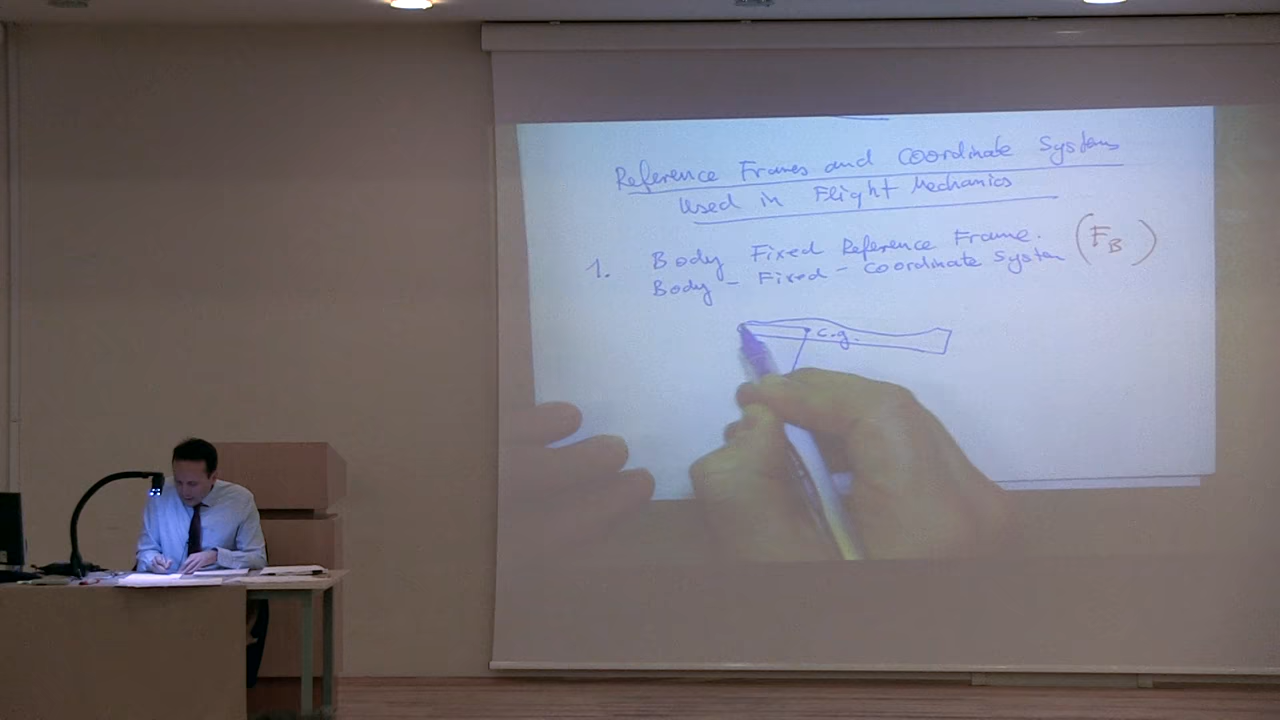 Reference Frames and Coordinate Systems
Used in Flight Mechanics
1. Body Fixed Reference Frame. (F_B)
Body - Fixed - Coordinate System
c.g.